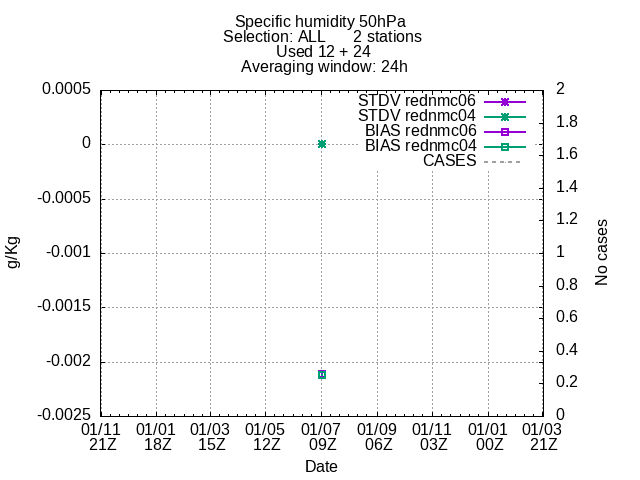 Specific humidity 50hPa
Selection: ALL 2 stations
Used 12 + 24
Averaging window: 24h
0.0005
0
-0.0005
-0.001
-0.0015
-0.002
-0.0025
g/Kg
STDV rednmc06
STDV rednmc04
BIAS rednmc06
BIAS rednmc04
CASES
2
1.8
1.6
1.4
1.2
1
0.8
0.6
0.4
0.2
0
No cases
01/11 01/01 01/03 01/05 01/07 01/09 01/11 01/01 01/03
21Z 18Z 15Z 12Z 09Z 06Z 03Z 00Z 21Z
Date